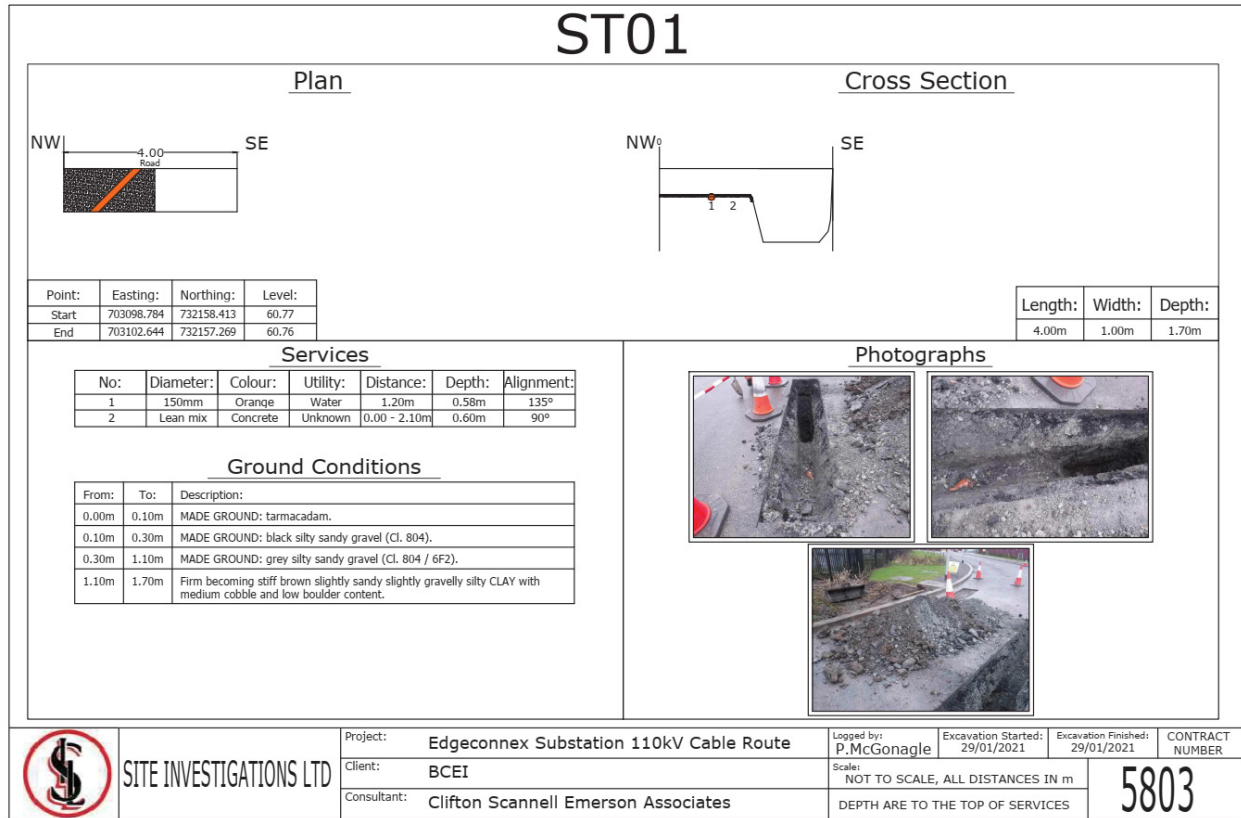 ST01
Plan
NW
SE
4.00
Road
Cross Section
NW 0
SE
1 2
Point: Easting: Northing: Level:
Start 703098.784 732158.413 60.77
End 703102.644 732157.269 60.76
Length: Width: Depth:
4.00m 1.00m 1.70m
Services
No: Diameter: Colour: Utility: Distance: Depth: Alignment:
1 150mm Orange Water 1.20m 0.58m 135°
2 Lean mix Concrete Unknown 0.00 - 2.10m 0.60m 90°
Ground Conditions
From: To: Description:
0.00m 0.10m MADE GROUND: tarmacadam.
0.10m 0.30m MADE GROUND: black silty sandy gravel (Cl. 804).
0.30m 1.10m MADE GROUND: grey silty sandy gravel (Cl. 804 / 6F2).
1.10m 1.70m Firm becoming stiff brown slightly sandy slightly gravelly silty CLAY with
medium cobble and low boulder content.
Photographs
SIL
SITE INVESTIGATIONS LTD
Project: Edgeconnex Substation 110kV Cable Route
Client: BCEI
Consultant: Clifton Scannell Emerson Associates
Logged by:
P.McGonagle
Excavation Started:
29/01/2021
Excavation Finished:
29/01/2021
Scale:
NOT TO SCALE, ALL DISTANCES IN m
DEPTH ARE TO THE TOP OF SERVICES
CONTRACT
NUMBER
5803